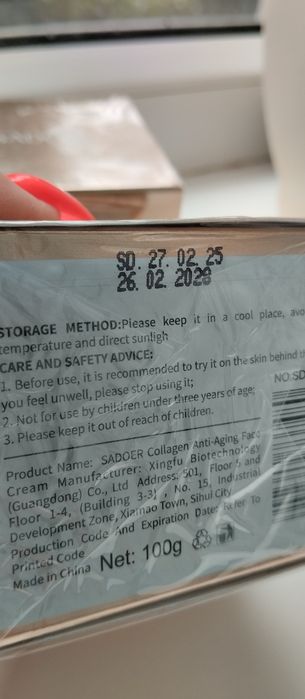 SD. 27. 02. 25
26. 02. 2028
STORAGE METHOD:Please keep it in a cool place, avo
temperature and direct sunligh
CARE AND SAFETY ADVICE:
1. Before use, it is recommended to try it on the skin behind th
you feel unwell, please stop using it;
NO:SD
2. Not for use by children under three years of age;
3. Please keep it out of reach of children.
Product Name: SADOER Collagen Anti-Aging Face
Cream Manufacturer: Xingfu Biotechnology
(Guangdong) Co., Ltd Address: 501, Floor 5 and
Floor 1-4, (Building 3-3) , No. 15, Industrial
Development Zone, Xiamao Town, Sihui City
Production Code And Expiration Date: Refer To
Printed Code
Made in China Net: 100g